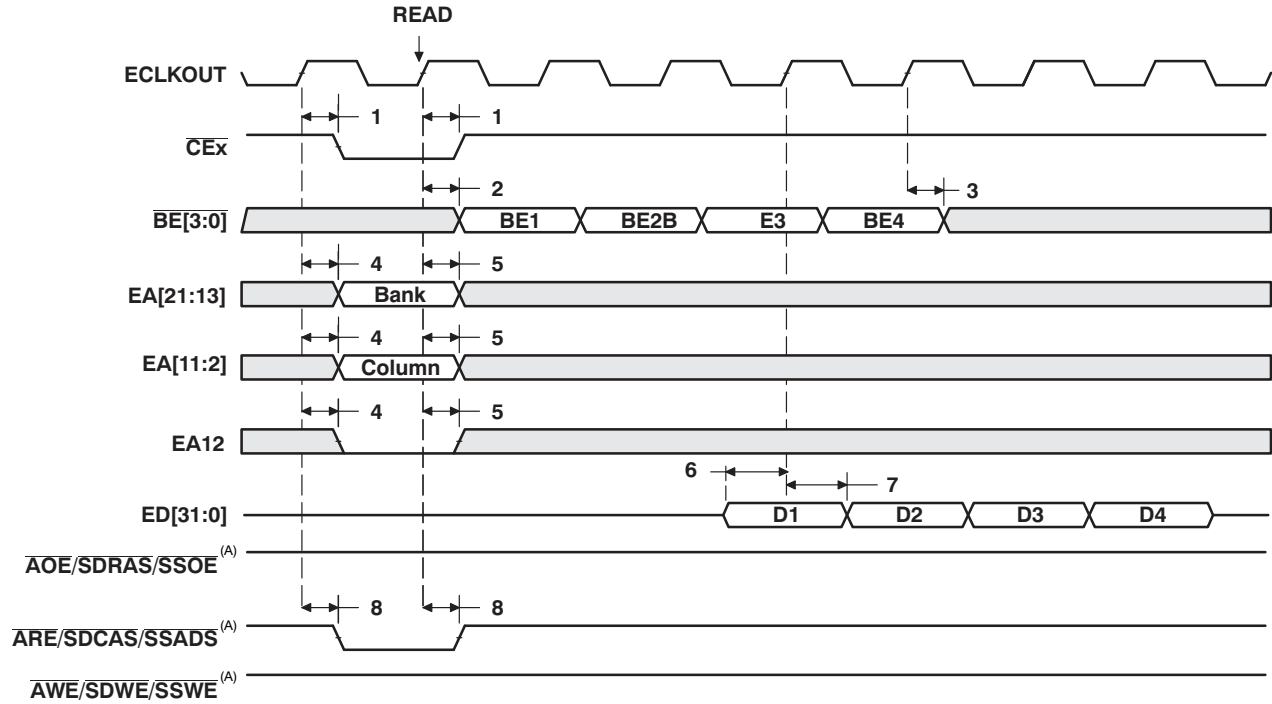 READ
ECLKOUT
1 1
CEx
2 3
BE[3:0] BE1 BE2B E3 BE4
4 5
EA[21:13] Bank
4 5
EA[11:2] Column
4 5
EA12
6 7
ED[31:0] D1 D2 D3 D4
AOE/SDRAS/SSOE(A)
8 8
ARE/SDCAS/SSADS(A)
AWE/SDWE/SSWE(A)